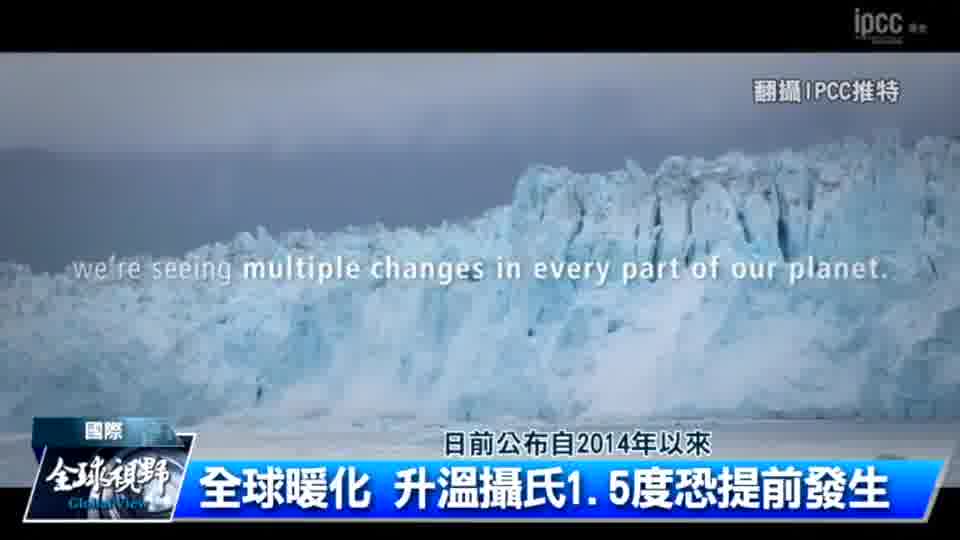 ipcc
翻攝IPCC推特
we're seeing multiple changes in every part of our planet.
國際
日前公布自2014年以來
全球視野
Global View
全球暖化 升溫攝氏1.5度恐提前發生